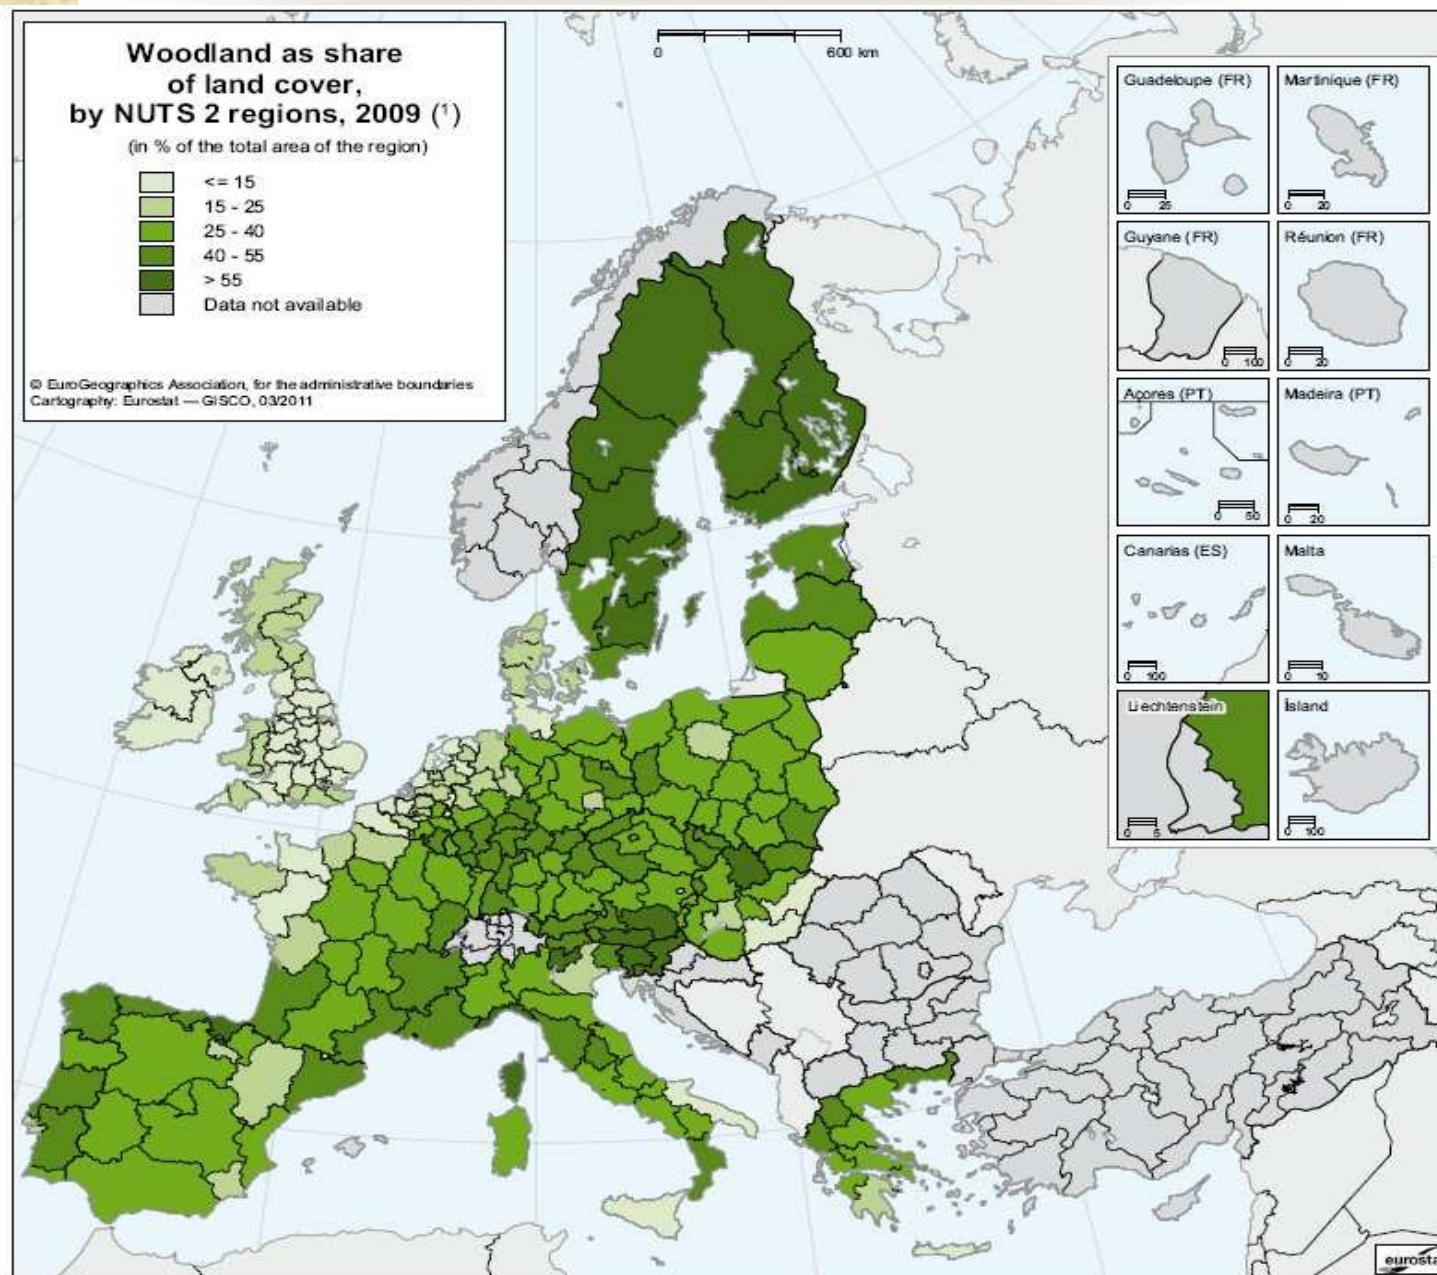 Woodland as share
of land cover,
by NUTS 2 regions, 2009 (¹)
(in % of the total area of the region)
<= 15
15 - 25
25 - 40
40 - 55
> 55
Data not available
© EuroGeographics Association, for the administrative boundaries
Cartography: Eurostat — GISCO, 03/2011
0 600 km
Guadeloupe (FR)
0 25
Martinique (FR)
0 20
Guyane (FR)
0 100
Réunion (FR)
0 20
Açores (PT)
0 50
Madeira (PT)
0 20
Canarias (ES)
0 100
Malta
0 10
Liechtenstein
0 5
Ísland
0 100
eurosta